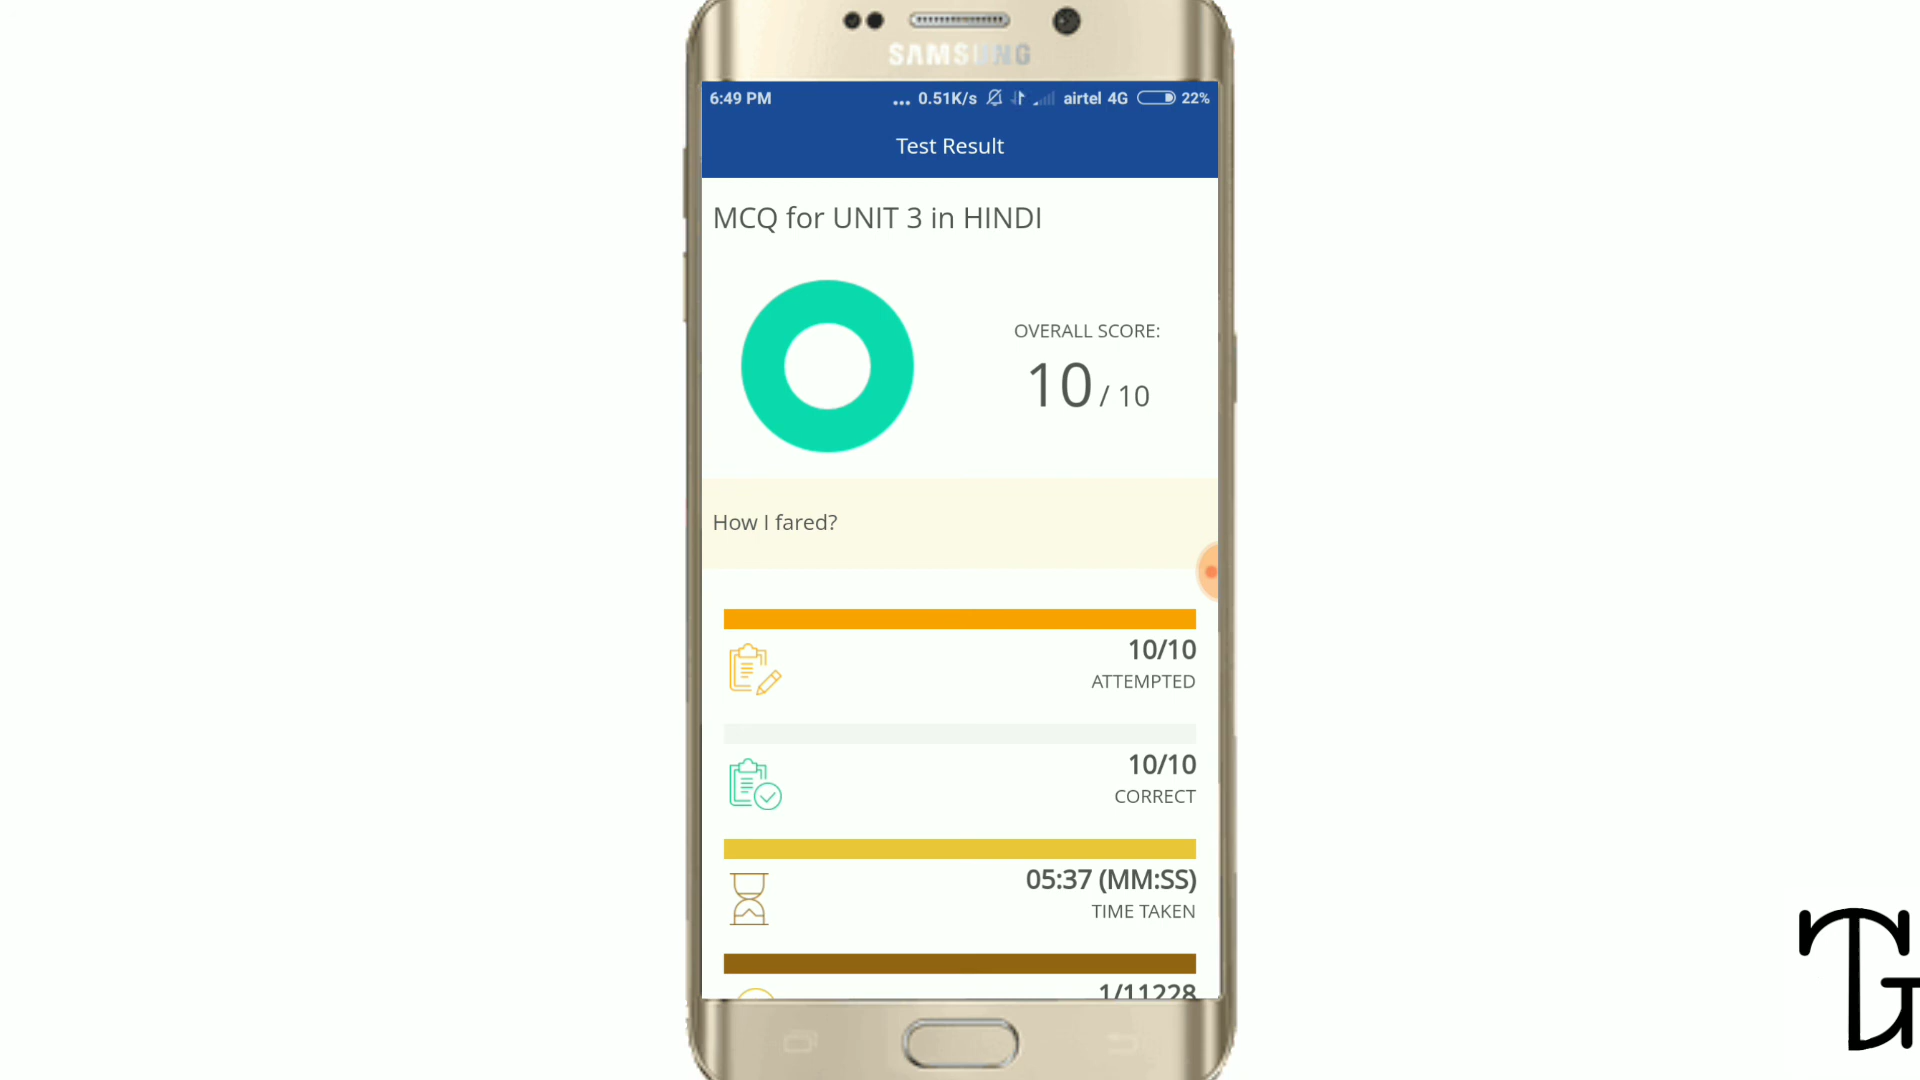 SAMSUNG
6:49 PM ... 0.51K/s airtel 4G 22%
Test Result
MCQ for UNIT 3 in HINDI
OVERALL SCORE:
10 / 10
How I fared?
10/10
ATTEMPTED
10/10
CORRECT
05:37 (MM:SS)
TIME TAKEN
1/11228
TG